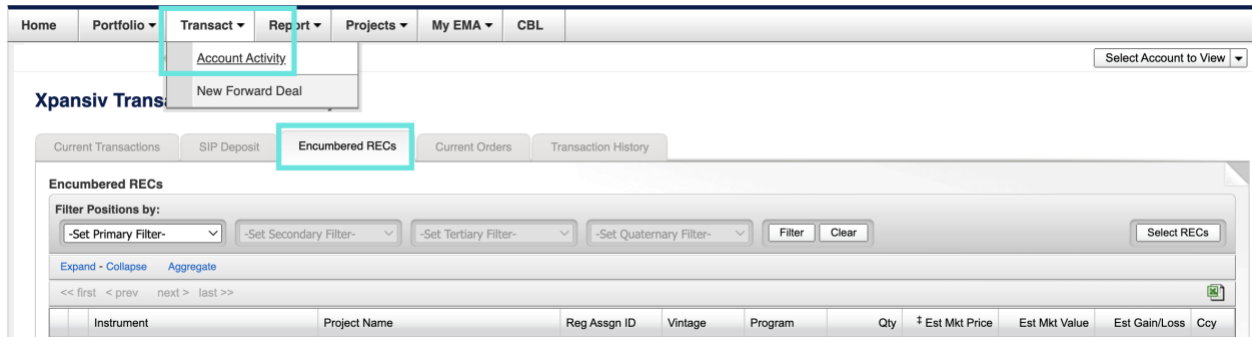 Home Portfolio Transact Report Projects My EMA CBL
Account Activity
Select Account to View
New Forward Deal
Xpansiv Trans
Current Transactions SIP Deposit Encumbered RECs Current Orders Transaction History
Encumbered RECs
Filter Positions by:
-Set Primary Filter- -Set Secondary Filter- -Set Tertiary Filter- -Set Quaternary Filter- Filter Clear Select RECs
Expand - Collapse Aggregate
<< first < prev next > last >>
Instrument Project Name Reg Assgn ID Vintage Program Qty ‡ Est Mkt Price Est Mkt Value Est Gain/Loss Ccy